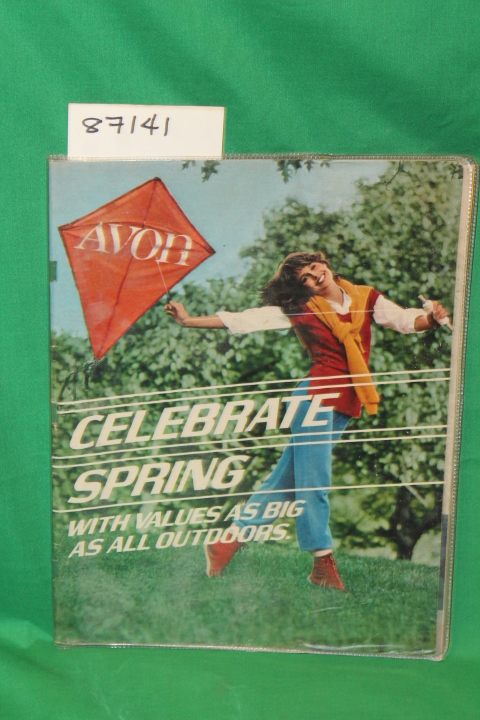 87141
AVON
CELEBRATE
SPRING
WITH VALUES AS BIG
AS ALL OUTDOORS.